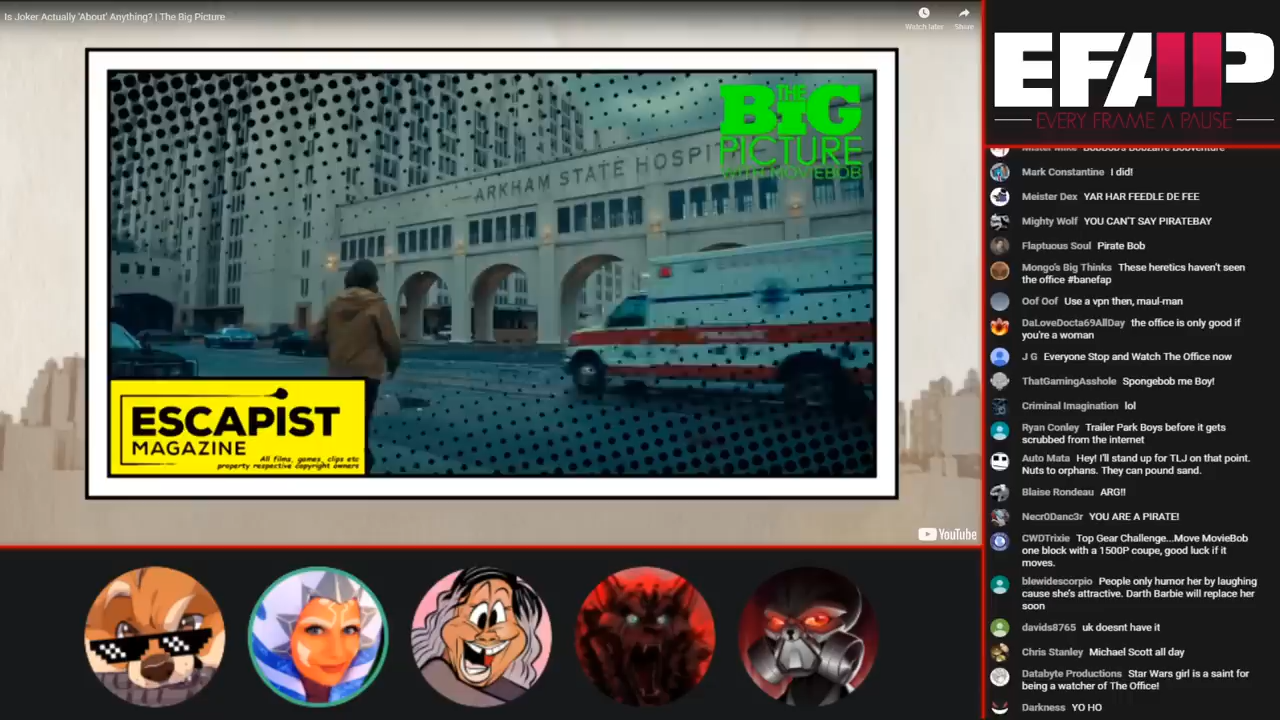 Is Joker Actually 'About' Anything? | The Big Picture
Watch later
Share
THE
BIG
PICTURE
WITH MOVIEBOB
ARKHAM STATE HOSPI
ESCAPIST
MAGAZINE
All films, games, clips etc
property respective copyright owners
YouTube
EFAP
EVERY FRAME A PAUSE
Mark Constantine I did!
Meister Dex YAR HAR FEEDLE DE FEE
Mighty Wolf YOU CAN'T SAY PIRATEBAY
Flaptuous Soul Pirate Bob
Mongo's Big Thinks These heretics haven't seen
the office #banefap
Oof Oof Use a vpn then, maul-man
DaLoveDocta69AllDay the office is only good if
you're a woman
J G Everyone Stop and Watch The Office now
ThatGamingAsshole Spongebob me Boy!
Criminal Imagination lol
Ryan Conley Trailer Park Boys before it gets
scrubbed from the internet
Auto Mata Hey! I'll stand up for TLJ on that point.
Nuts to orphans. They can pound sand.
Blaise Rondeau ARG!!
Necr0Danc3r YOU ARE A PIRATE!
CWDTrixie Top Gear Challenge...Move MovieBob
one block with a 1500P coupe, good luck if it
moves.
blewidescorpio People only humor her by laughing
cause she's attractive. Darth Barbie will replace her
soon
davids8765 uk doesnt have it
Chris Stanley Michael Scott all day
Databyte Productions Star Wars girl is a saint for
being a watcher of The Office!
Darkness YO HO